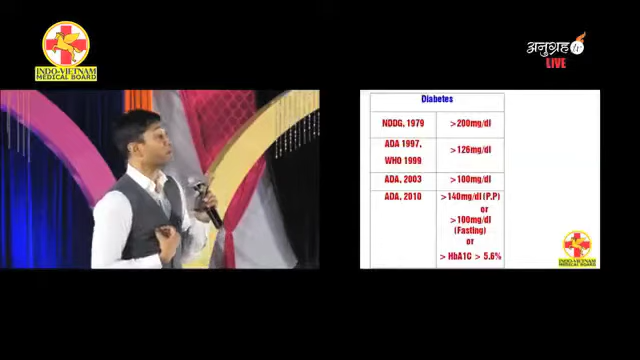 INDO-VIETNAM
MEDICAL BOARD
अनुग्रह tv
LIVE
Diabetes
NDDG, 1979 >200mg/dl
ADA 1997,
WHO 1999 >126mg/dl
ADA, 2003 >100mg/dl
ADA, 2010 >140mg/dl (P.P)
or
>100mg/dl
(Fasting)
or
> HbA1C > 5.6%
INDO-VIETNAM
MEDICAL BOARD